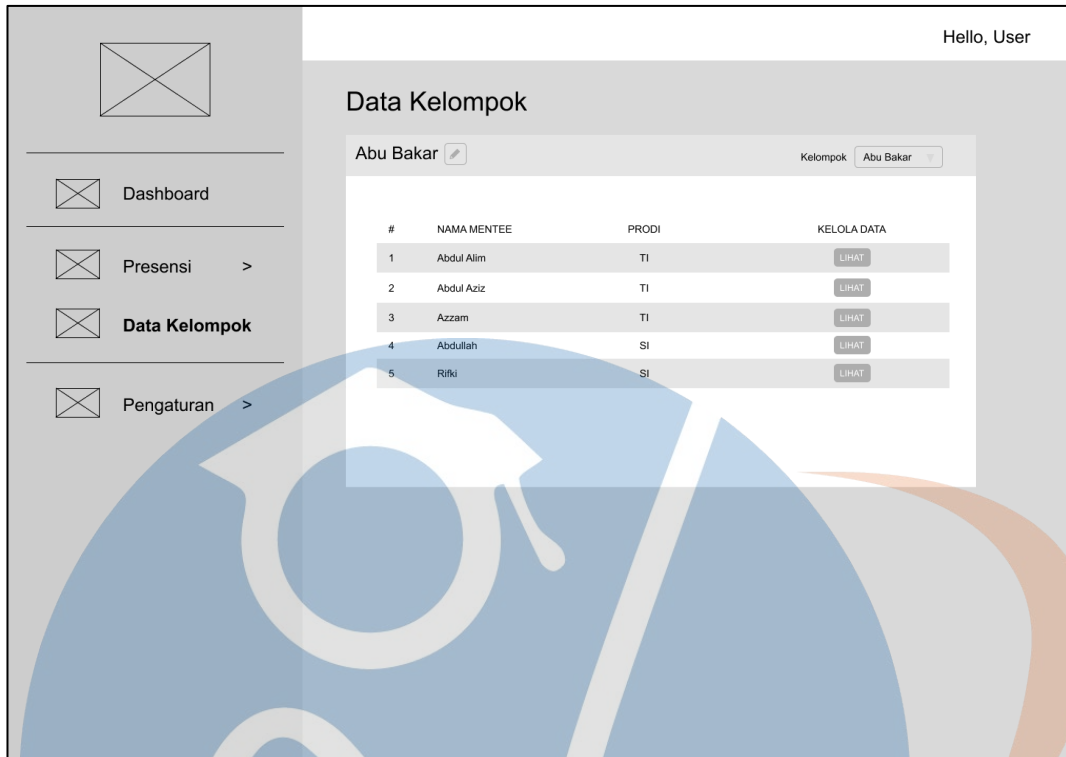 Hello, User
Dashboard
Presensi >
Data Kelompok
Pengaturan >
Data Kelompok
Abu Bakar
Kelompok Abu Bakar
# NAMA MENTEE PRODI KELOLA DATA
1 Abdul Alim TI LIHAT
2 Abdul Aziz TI LIHAT
3 Azzam TI LIHAT
4 Abdullah SI LIHAT
5 Rifki SI LIHAT